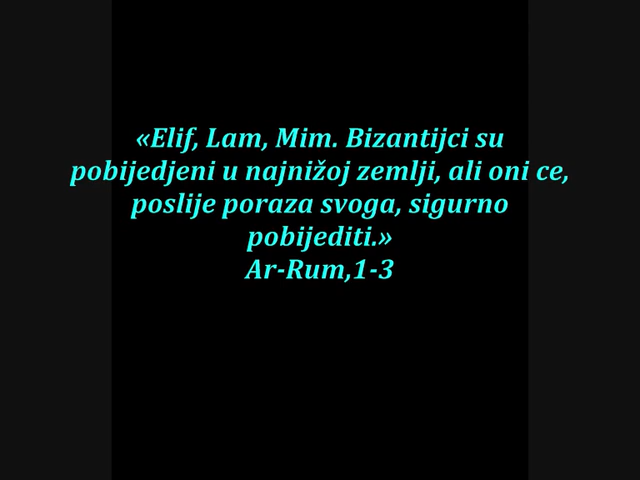 «Elif, Lam, Mim. Bizantijci su
pobijedjeni u najnižoj zemlji, ali oni ce,
poslije poraza svoga, sigurno
pobijediti.»
Ar-Rum,1-3